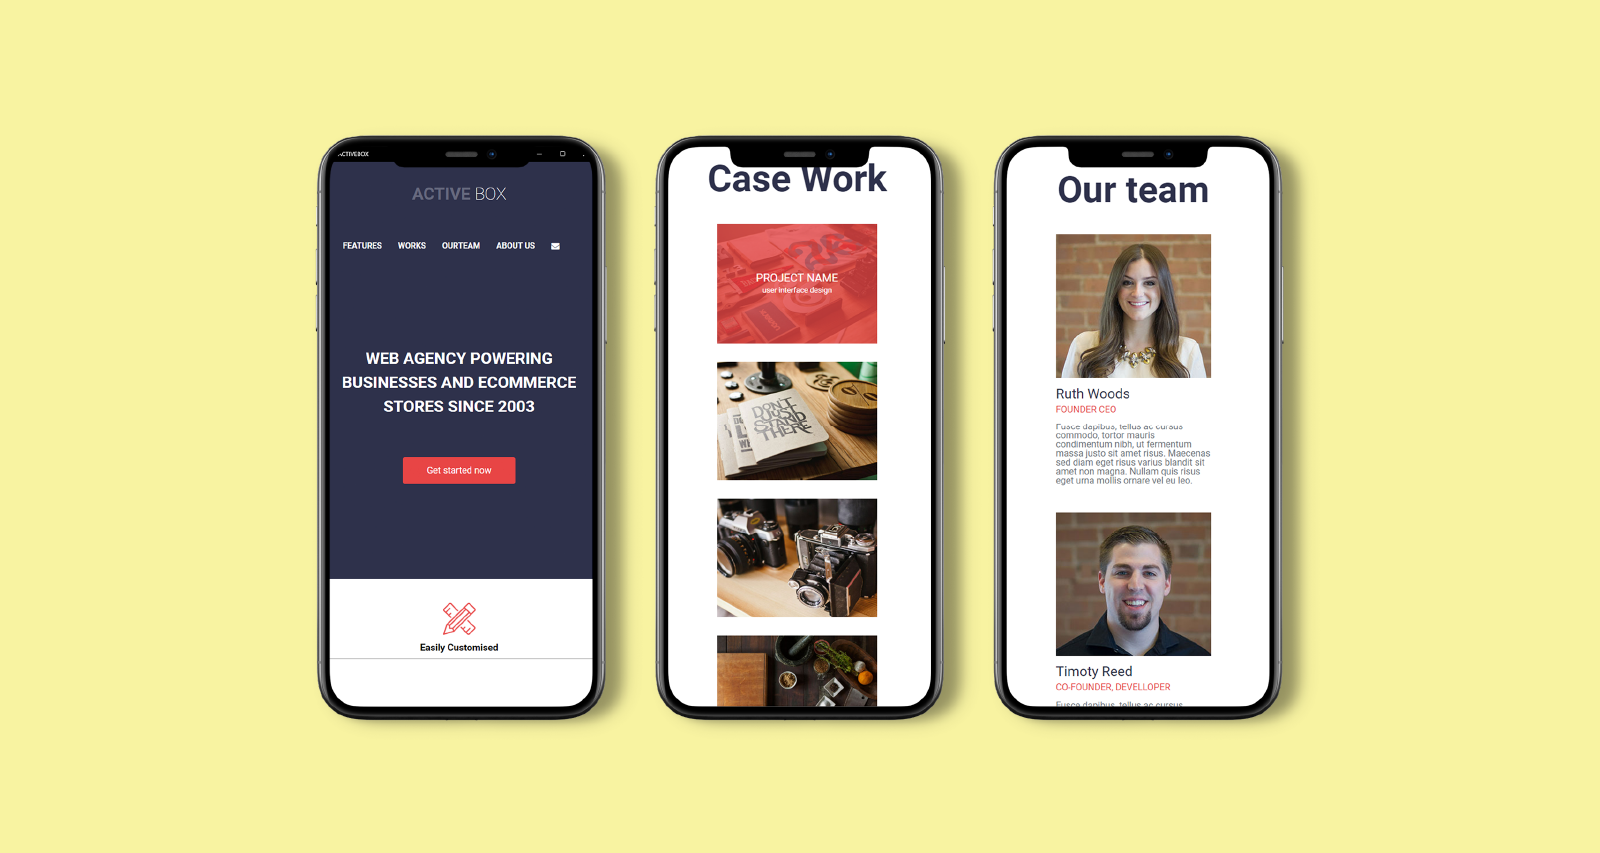 ACTIVEBOX
ACTIVE BOX
FEATURES WORKS OURTEAM ABOUT US
WEB AGENCY POWERING
BUSINESSES AND ECOMMERCE
STORES SINCE 2003
Get started now
Easily Customised
Case Work
PROJECT NAME
user interface design
DON'T
JUST
STAND
THERE
Our team
Ruth Woods
FOUNDER CEO
Fusce dapibus, tellus ac cursus
commodo, tortor mauris
condimentum nibh, ut fermentum
massa justo sit amet risus. Maecenas
sed diam eget risus varius blandit sit
amet non magna. Nullam quis risus
eget urna mollis ornare vel eu leo.
Timoty Reed
CO-FOUNDER, DEVELLOPER
Fusce dapibus, tellus ac cursus